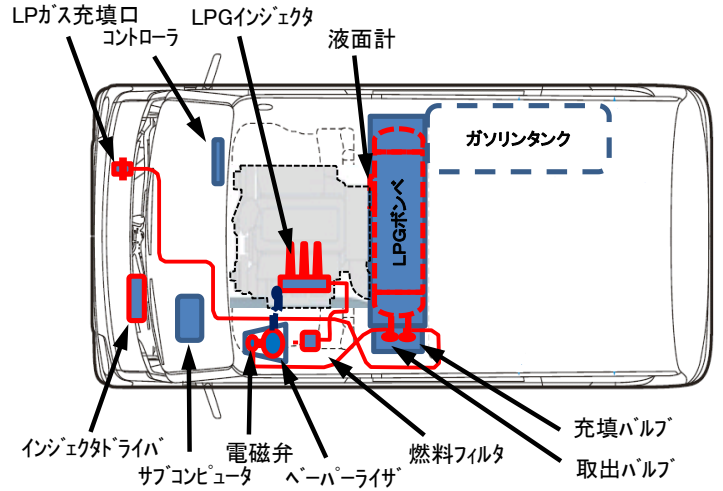 LPガス充填口
コントローラ
LPGインジェクタ
液面計
ガソリンタンク
LPGボンベ
インジェクタドライバ
サブコンピュータ
電磁弁
ベーパーライザ
燃料フィルタ
充填バルブ
取出バルブ